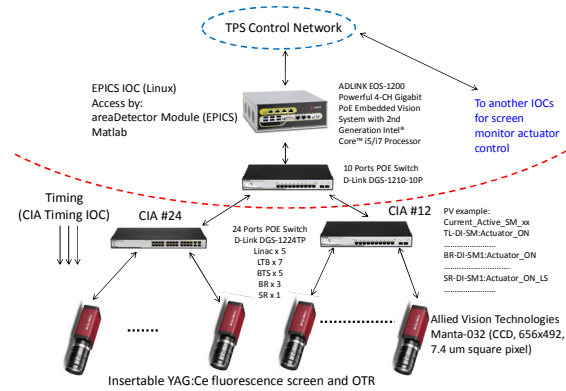 TPS Control Network
EPICS IOC (Linux)
Access by:
areaDetector Module (EPICS)
Matlab
ADLINK EOS-1200
Powerful 4-CH Gigabit
PoE Embedded Vision
System with 2nd
Generation Intel®
Core™ i5/i7 Processor
To another IOCs
for screen
monitor actuator
control
10 Ports POE Switch
D-Link DGS-1210-10P
Timing
(CIA Timing IOC)
CIA #24
CIA #12
24 Ports POE Switch
D-Link DGS-1224TP
Linac x 5
LTB x 7
BTS x 5
BR x 3
SR x 1
PV example:
Current_Active_SM_xx
TL-DI-SM:Actuator_ON
........................
BR-DI-SM1:Actuator_ON
.............................
SR-DI-SM1:Actuator_ON_LS
........................
Allied Vision Technologies
Manta-032 (CCD, 656x492,
7.4 um square pixel)
Insertable YAG:Ce fluorescence screen and OTR